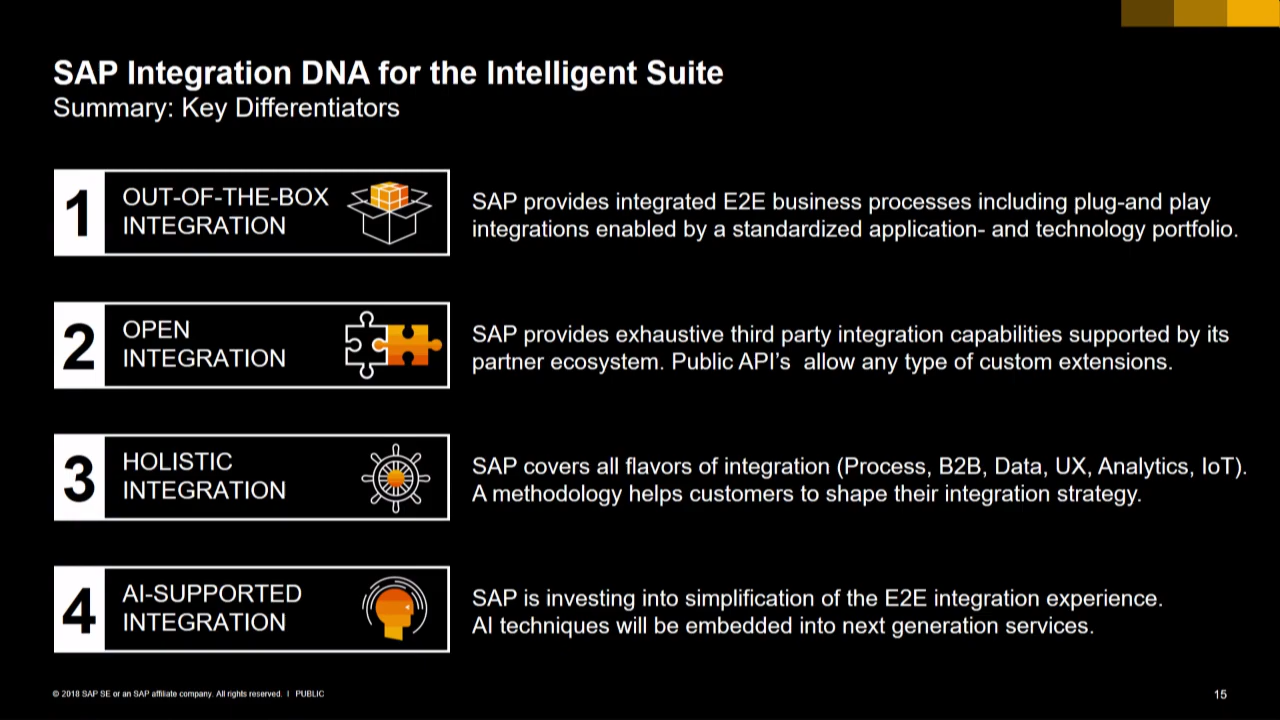 SAP Integration DNA for the Intelligent Suite
Summary: Key Differentiators
1
OUT-OF-THE-BOX
INTEGRATION
SAP provides integrated E2E business processes including plug-and play
integrations enabled by a standardized application- and technology portfolio.
2
OPEN
INTEGRATION
SAP provides exhaustive third party integration capabilities supported by its
partner ecosystem. Public API’s  allow any type of custom extensions.
3
HOLISTIC
INTEGRATION
SAP covers all flavors of integration (Process, B2B, Data, UX, Analytics, IoT).
A methodology helps customers to shape their integration strategy.
4
AI-SUPPORTED
INTEGRATION
SAP is investing into simplification of the E2E integration experience.
AI techniques will be embedded into next generation services.
© 2018 SAP SE or an SAP affiliate company. All rights reserved. I PUBLIC
15